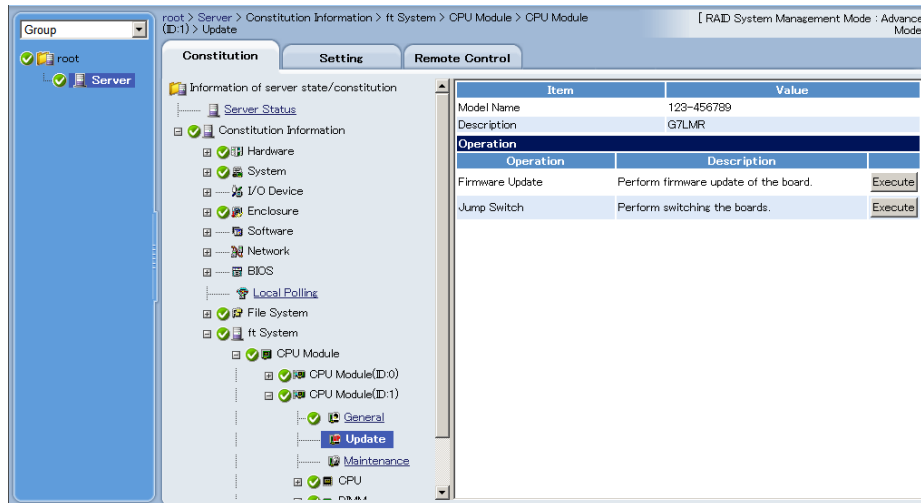 root > Server > Constitution Information > ft System > CPU Module > CPU Module
(ID:1) > Update
[ RAID System Management Mode : Advance
Mode
Group
root
Server
Constitution
Setting
Remote Control
Information of server state/constitution
Server Status
Constitution Information
Hardware
System
I/O Device
Enclosure
Software
Network
BIOS
Local Polling
File System
ft System
CPU Module
CPU Module(ID:0)
CPU Module(ID:1)
General
Update
Maintenance
CPU
DIMM
Item Value
Model Name 123-456789
Description G7LMR
Operation
Operation Description
Firmware Update Perform firmware update of the board. Execute
Jump Switch Perform switching the boards. Execute